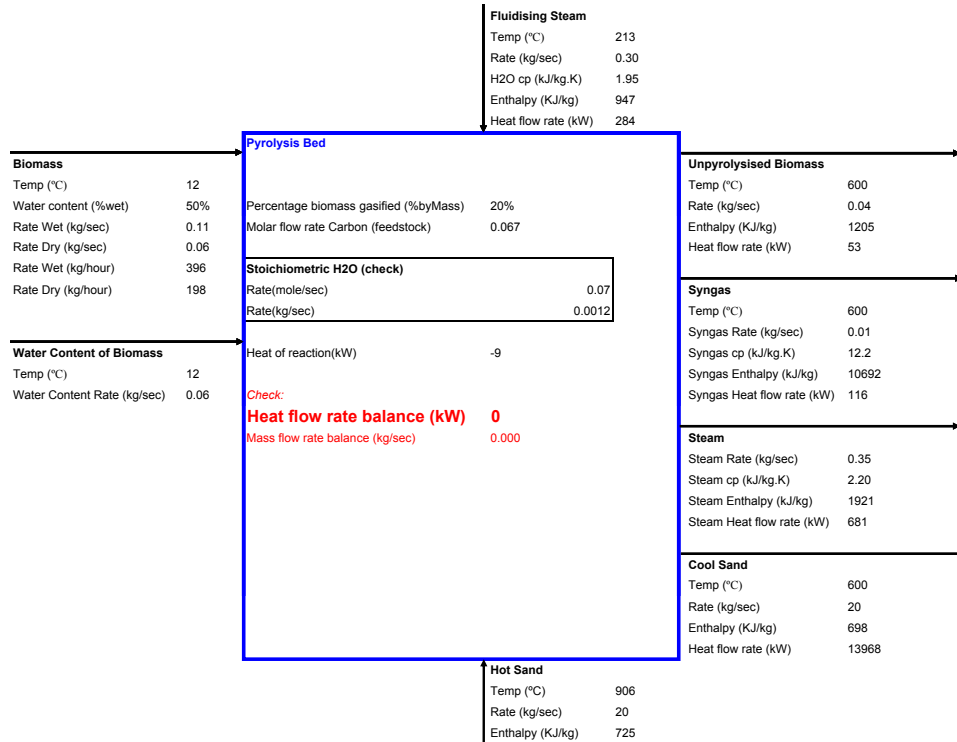 Fluidising Steam
Temp (°C) 213
Rate (kg/sec) 0.30
H2O cp (kJ/kg.K) 1.95
Enthalpy (KJ/kg) 947
Heat flow rate (kW) 284
Pyrolysis Bed
Biomass
Temp (°C) 12
Water content (%wet) 50%
Rate Wet (kg/sec) 0.11
Rate Dry (kg/sec) 0.06
Rate Wet (kg/hour) 396
Rate Dry (kg/hour) 198
Water Content of Biomass
Temp (°C) 12
Water Content Rate (kg/sec) 0.06
Percentage biomass gasified (%byMass) 20%
Molar flow rate Carbon (feedstock) 0.067
Stoichiometric H2O (check)
Rate(mole/sec) 0.07
Rate(kg/sec) 0.0012
Heat of reaction(kW) -9
Check:
Heat flow rate balance (kW) 0
Mass flow rate balance (kg/sec) 0.000
Unpyrolysised Biomass
Temp (°C) 600
Rate (kg/sec) 0.04
Enthalpy (KJ/kg) 1205
Heat flow rate (kW) 53
Syngas
Temp (°C) 600
Syngas Rate (kg/sec) 0.01
Syngas cp (kJ/kg.K) 12.2
Syngas Enthalpy (kJ/kg) 10692
Syngas Heat flow rate (kW) 116
Steam
Steam Rate (kg/sec) 0.35
Steam cp (kJ/kg.K) 2.20
Steam Enthalpy (kJ/kg) 1921
Steam Heat flow rate (kW) 681
Cool Sand
Temp (°C) 600
Rate (kg/sec) 20
Enthalpy (KJ/kg) 698
Heat flow rate (kW) 13968
Hot Sand
Temp (°C) 906
Rate (kg/sec) 20
Enthalpy (KJ/kg) 725